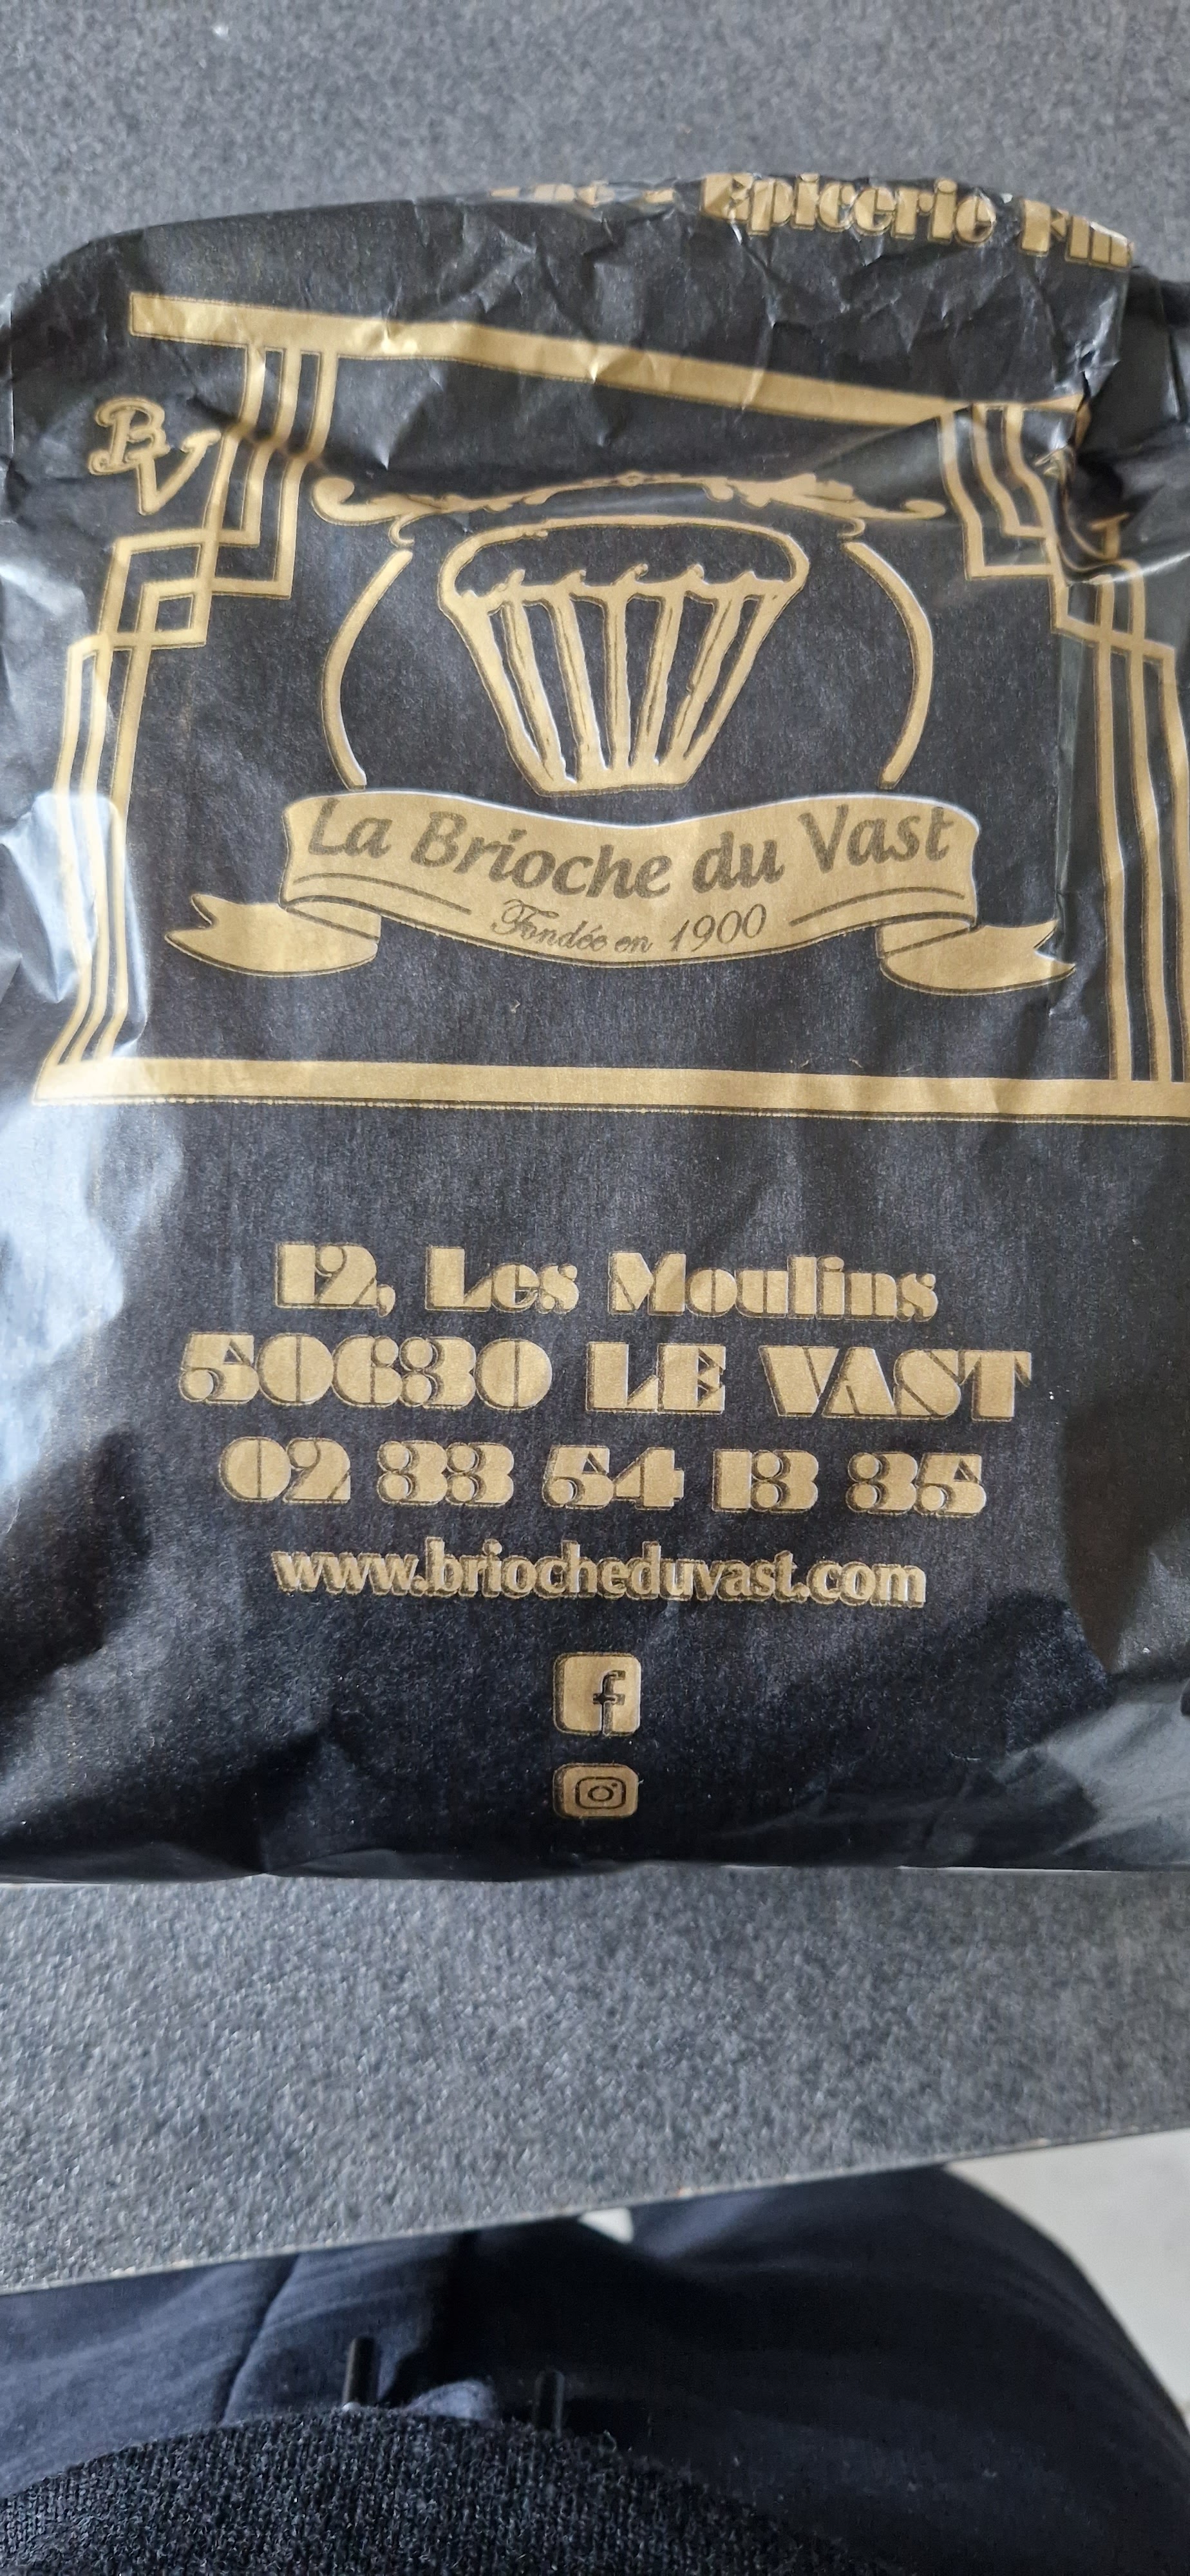 - Epicerie Fin
BV
La Brioche du Vast
Fondée en 1900
12, Les Moulins
50630 LE VAST
02 33 54 13 35
www.briocheduvast.com
f